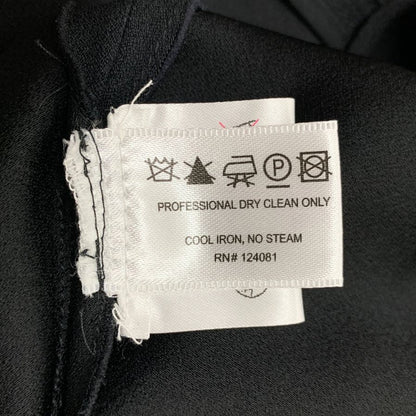 P
PROFESSIONAL DRY CLEAN ONLY
COOL IRON, NO STEAM
RN# 124081